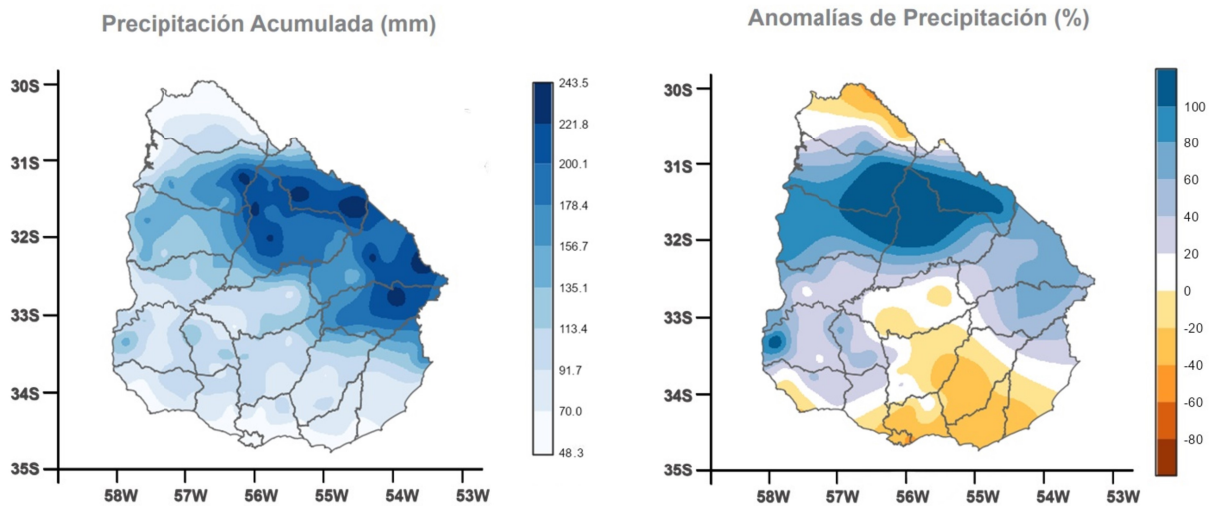 Precipitación Acumulada (mm)
30S
31S
32S
33S
34S
35S
58W 57W 56W 55W 54W 53W
243.5
221.8
200.1
178.4
156.7
135.1
113.4
91.7
70.0
48.3
Anomalías de Precipitación (%)
30S
31S
32S
33S
34S
35S
58W 57W 56W 55W 54W 53W
100
80
60
40
20
0
-20
-40
-60
-80